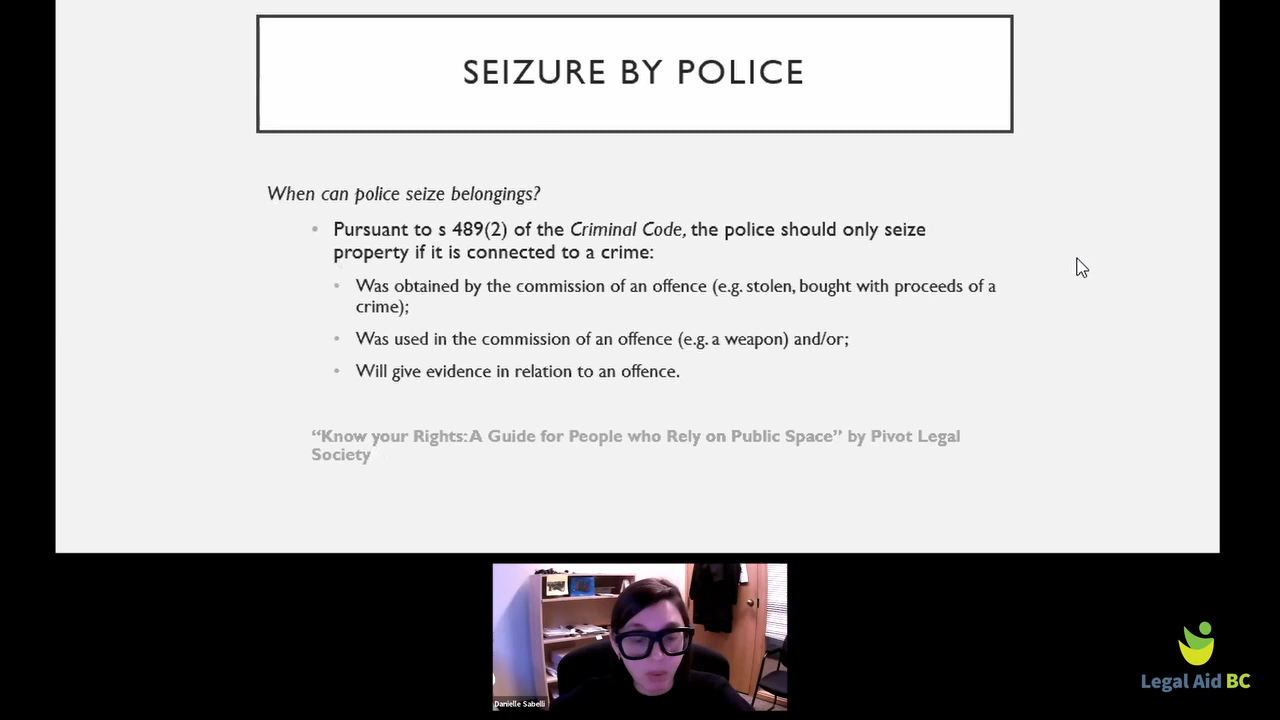 SEIZURE BY POLICE
When can police seize belongings?
• Pursuant to s 489(2) of the Criminal Code, the police should only seize
property if it is connected to a crime:
• Was obtained by the commission of an offence (e.g. stolen, bought with proceeds of a
crime);
• Was used in the commission of an offence (e.g. a weapon) and/or;
• Will give evidence in relation to an offence.
“Know your Rights: A Guide for People who Rely on Public Space” by Pivot Legal
Society
Danielle Sabelli
Legal Aid BC